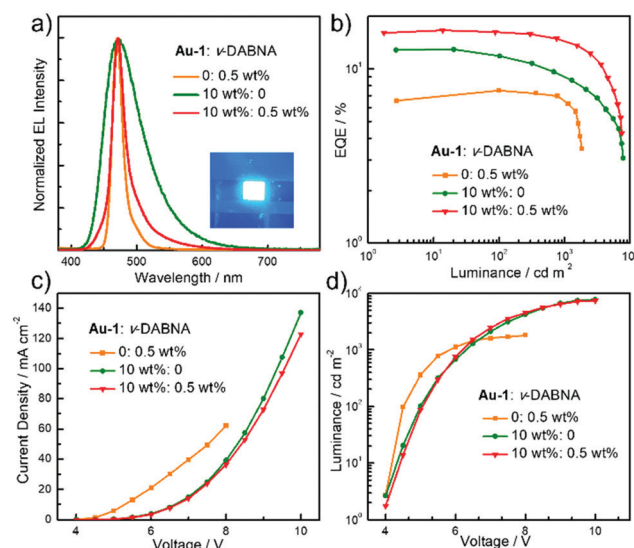 a)
Au-1: ν-DABNA
0: 0.5 wt%
10 wt%: 0
10 wt%: 0.5 wt%
Normalized EL Intensity
400 500 600 700
Wavelength / nm
b)
EQE / %
10¹
10⁰
Au-1: ν-DABNA
0: 0.5 wt%
10 wt%: 0
10 wt%: 0.5 wt%
10⁰ 10¹ 10² 10³ 10⁴
Luminance / cd m²
c)
Au-1: ν-DABNA
0: 0.5 wt%
10 wt%: 0
10 wt%: 0.5 wt%
Current Density / mA cm⁻²
140
120
100
80
60
40
20
0
4 6 8 10
Voltage / V
d)
Luminance / cd m⁻²
10⁴
10³
10²
10¹
10⁰
Au-1: ν-DABNA
0: 0.5 wt%
10 wt%: 0
10 wt%: 0.5 wt%
4 6 8 10
Voltage / V